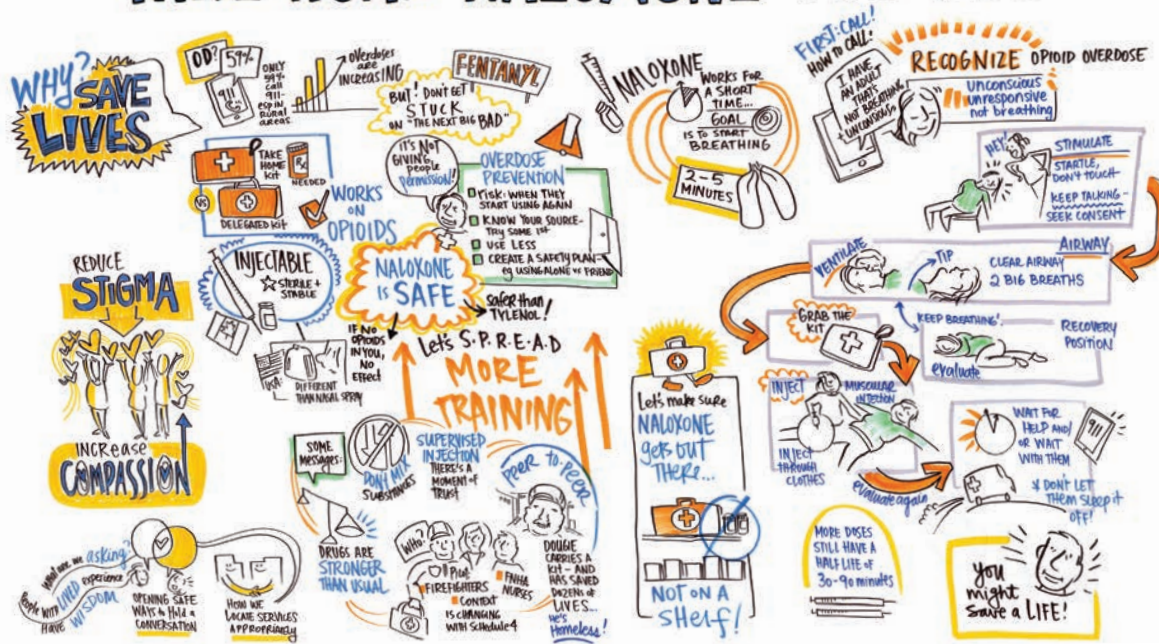 WHY?
SAVE
LIVES
OD?
59%
911
ONLY
59%
call
911-
esp in
RURAL
areas
overdoses
are
INCREASING
FENTANYL
BUT! DON'T GET
STUCK
ON "THE NEXT BIG BAD"
TAKE
HOME
KIT
Rx
NEEDED
VS
DELEGATED KIT
WORKS
ON
OPIOIDS
IT'S NOT
GIVING
people
permission!
OVERDOSE
PREVENTION
RISK: WHEN THEY
START USING AGAIN
KNOW YOUR SOURCE-
TRY SOME 1st
USE LESS
CREATE A SAFETY PLAN-
eg USING ALONE vs FRIEND
NALOXONE
WORKS FOR
A SHORT
TIME...
GOAL
IS TO START
BREATHING
2-5
MINUTES
FIRST: CALL!
HOW TO CALL:
I HAVE
AN ADULT
THAT'S
NOT BREATHING
+ UNCONSIOUS
RECOGNIZE OPIOID OVERDOSE
unconscious
unresponsive
not breathing
HEY!
STIMULATE
STARTLE,
DON'T TOUCH-
KEEP TALKING-
SEEK CONSENT
VENTILATE
TIP
AIRWAY
CLEAR AIRWAY
2 BIG BREATHS
GRAB THE
KIT
KEEP BREATHING!
evaluate
RECOVERY
POSITION
INJECT
MUSCULAR
INJECTION
INJECT
THROUGH
CLOTHES
evaluate again
WAIT FOR
HELP AND/
OR WAIT
WITH THEM
911
* DON'T LET
THEM SLEEP IT
OFF!
REDUCE
STIGMA
INCREASE
COMPASSION
INJECTABLE
STERILE +
STABLE
USA:
DIFFERENT
THAN NASAL SPRAY
NALOXONE
is SAFE
IF NO
OPIOIDS
IN YOU,
NO
EFFECT
safer than
TYLENOL!
Let's S.P.R.E.A.D
MORE
TRAINING
SOME
MESSAGES:
DON'T MIX
SUBSTANCES
SUPERVISED
INJECTION
THERE'S A
MOMENT of
TRUST
PEER to PEER
DRUGS ARE
STRONGER
THAN USUAL
WHO?
Pilot
FIREFIGHTERS
FNHA
NURSES
CONTEXT
IS CHANGING
WITH SCHEDULE 4
DOUGIE
CARRIES A
KIT - AND
HAS SAVED
DOZENS of
LIVES...
He's
Homeless!
Let's make sure
NALOXONE
gets OUT
THERE...
NOT ON A
SHELF!
MORE DOSES
STILL HAVE A
HALF LIFE OF
30-90 minutes
you
might
save a LIFE!
What are we asking?
People with LIVED experience
have WISDOM
OPENING SAFE
WAYS to Hold a
CONVERSATION
HOW WE
LOCATE SERVICES
APPROPRIATELY